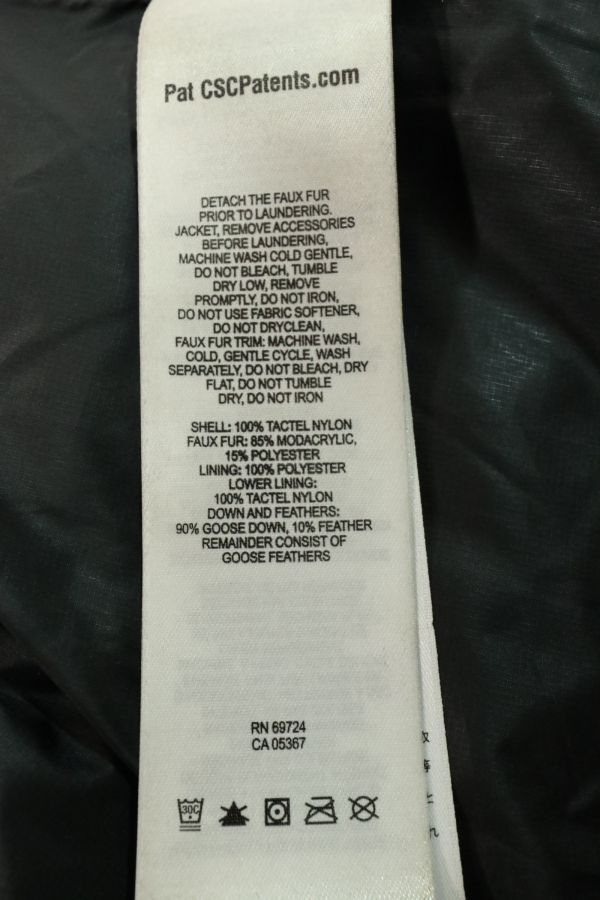 Pat CSCPatents.com
DETACH THE FAUX FUR
PRIOR TO LAUNDERING.
JACKET, REMOVE ACCESSORIES
BEFORE LAUNDERING,
MACHINE WASH COLD GENTLE,
DO NOT BLEACH, TUMBLE
DRY LOW, REMOVE
PROMPTLY, DO NOT IRON,
DO NOT USE FABRIC SOFTENER,
DO NOT DRYCLEAN,
FAUX FUR TRIM: MACHINE WASH,
COLD, GENTLE CYCLE, WASH
SEPARATELY, DO NOT BLEACH, DRY
FLAT, DO NOT TUMBLE
DRY, DO NOT IRON
SHELL: 100% TACTEL NYLON
FAUX FUR: 85% MODACRYLIC,
15% POLYESTER
LINING: 100% POLYESTER
LOWER LINING:
100% TACTEL NYLON
DOWN AND FEATHERS:
90% GOOSE DOWN, 10% FEATHER
REMAINDER CONSIST OF
GOOSE FEATHERS
RN 69724
CA 05367
30C